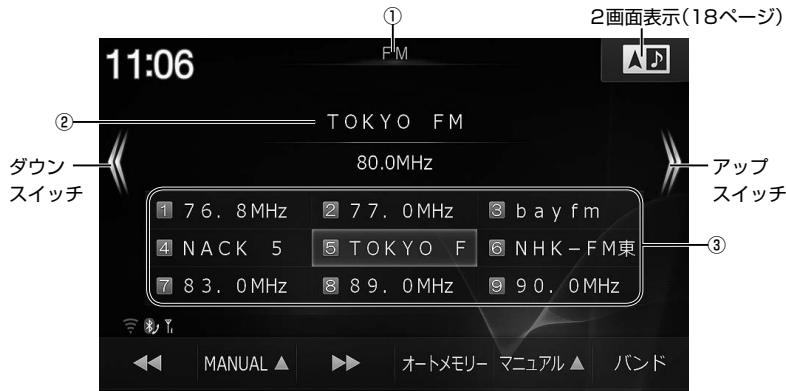 ①
2画面表示(18ページ)
11:06
FM
②
TOKYO FM
80.0MHz
ダウン
スイッチ
アップ
スイッチ
1 76.8MHz 2 77.0MHz 3 bayfm
4 NACK 5 5 TOKYO F 6 NHK-FM東
③
7 83.0MHz 8 89.0MHz 9 90.0MHz
◀◀ MANUAL ▲ ▶▶ オートメモリー マニュアル ▲ バンド